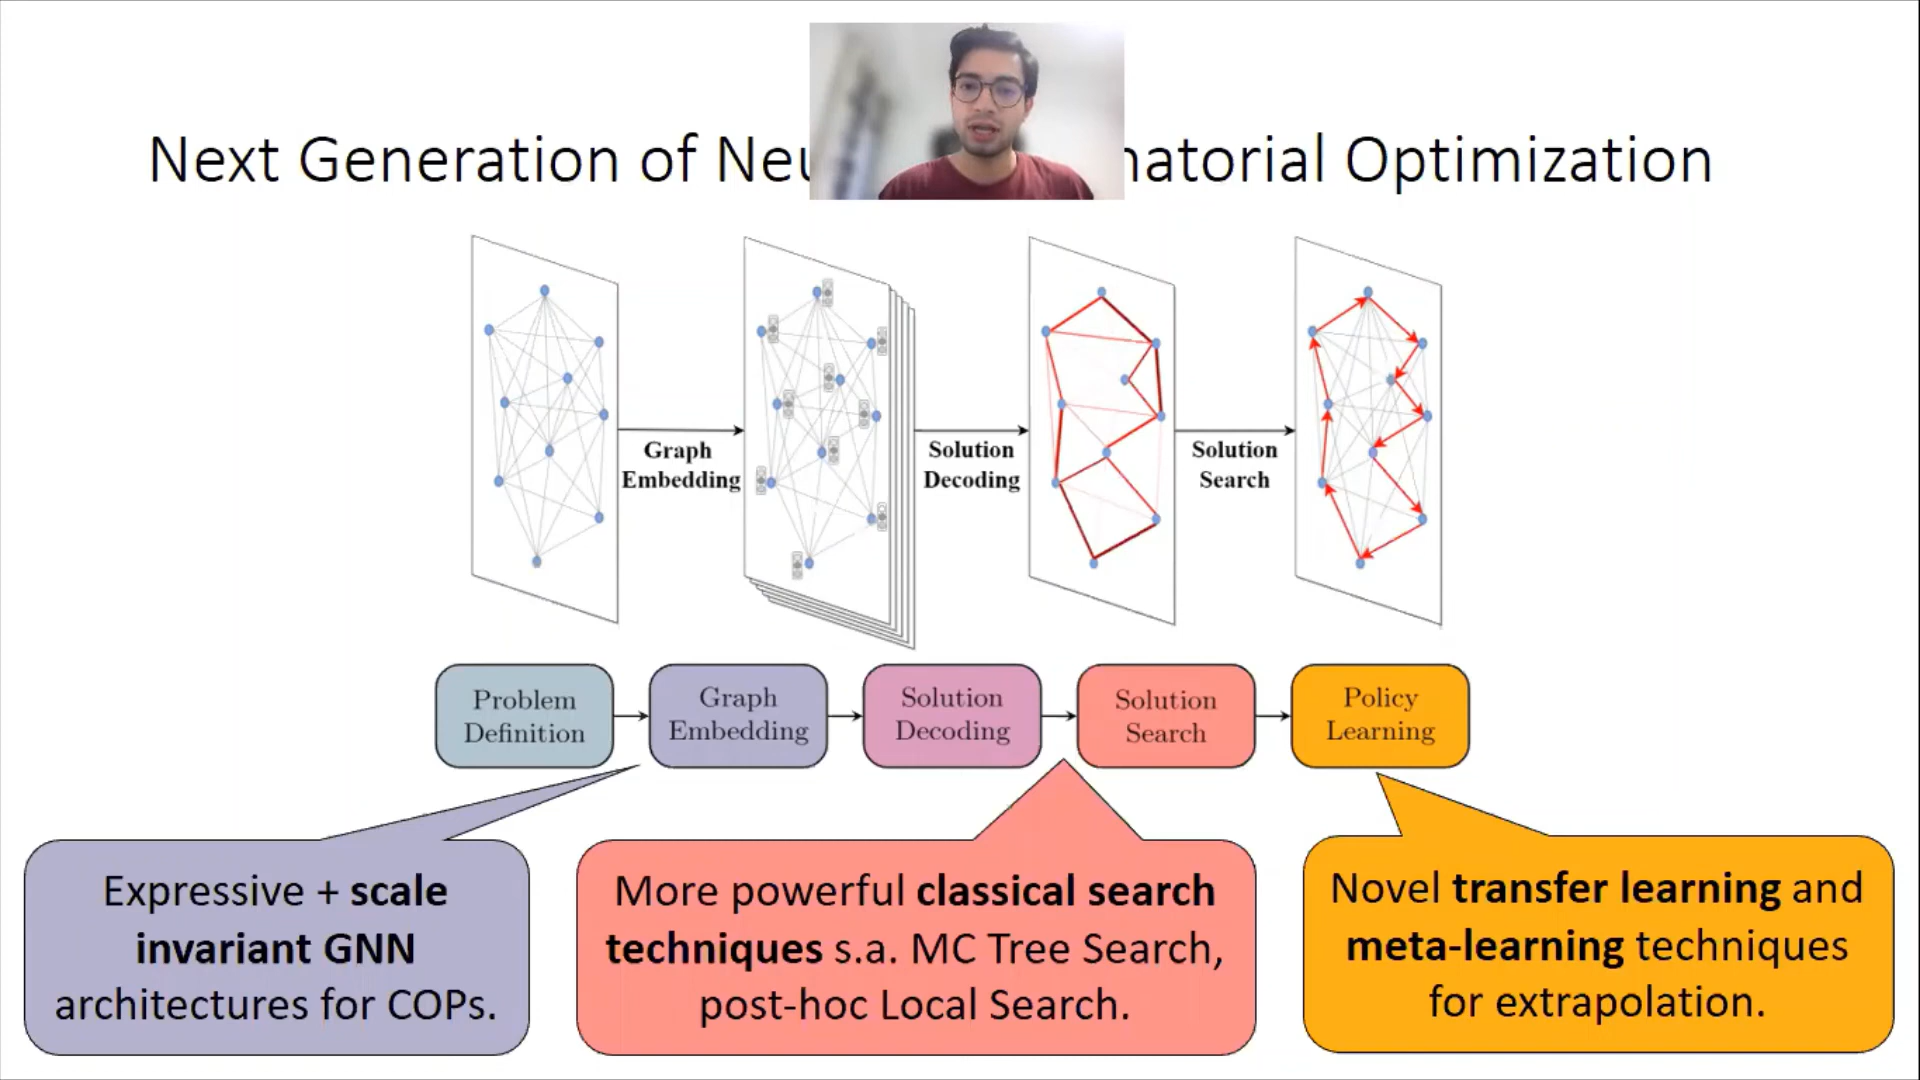 Next Generation of Neu natorial Optimization
Graph
Embedding
Solution
Decoding
Solution
Search
Problem
Definition
Graph
Embedding
Solution
Decoding
Solution
Search
Policy
Learning
Expressive + scale
invariant GNN
architectures for COPs.
More powerful classical search
techniques s.a. MC Tree Search,
post-hoc Local Search.
Novel transfer learning and
meta-learning techniques
for extrapolation.